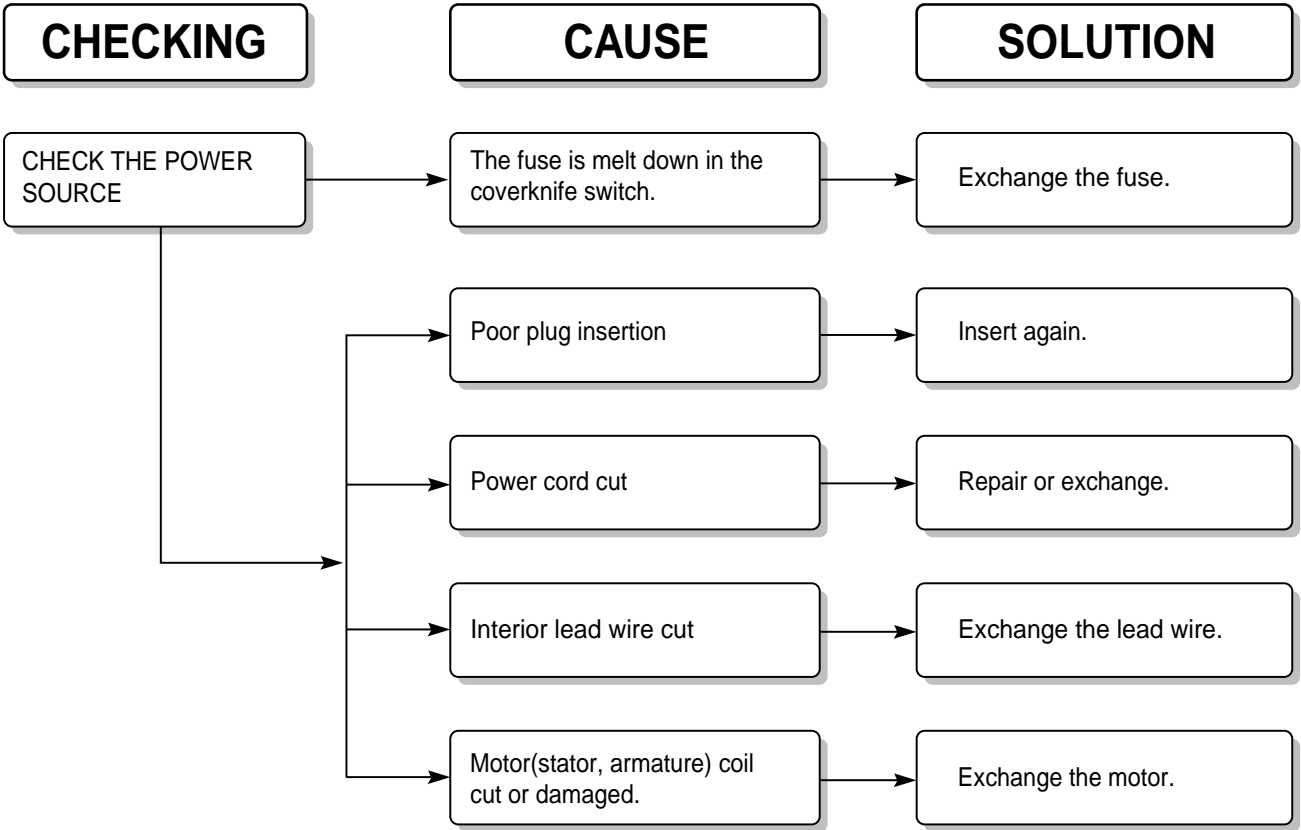 CHECKING
CAUSE
SOLUTION
CHECK THE POWER
SOURCE
The fuse is melt down in the
coverknife switch.
Exchange the fuse.
Poor plug insertion
Insert again.
Power cord cut
Repair or exchange.
Interior lead wire cut
Exchange the lead wire.
Motor(stator, armature) coil
cut or damaged.
Exchange the motor.